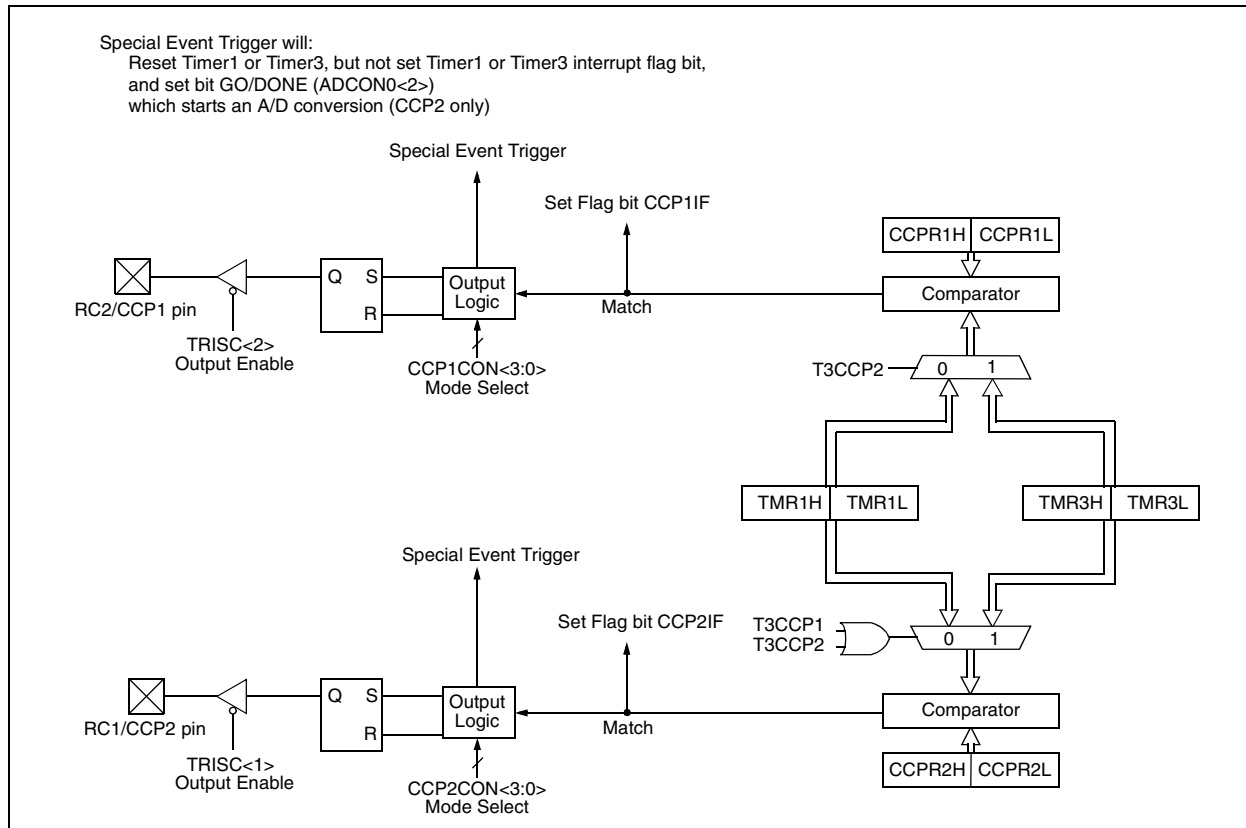 Special Event Trigger will:
Reset Timer1 or Timer3, but not set Timer1 or Timer3 interrupt flag bit,
and set bit GO/DONE (ADCON0<2>)
which starts an A/D conversion (CCP2 only)
Special Event Trigger
Set Flag bit CCP1IF
CCPR1H CCPR1L
Q S
R
Output
Logic
Comparator
RC2/CCP1 pin
Match
TRISC<2>
Output Enable
CCP1CON<3:0>
Mode Select
T3CCP2
0 1
TMR1H TMR1L
TMR3H TMR3L
Special Event Trigger
Set Flag bit CCP2IF
T3CCP1
T3CCP2
0 1
Q S
R
Output
Logic
Comparator
RC1/CCP2 pin
Match
TRISC<1>
Output Enable
CCP2CON<3:0>
Mode Select
CCPR2H CCPR2L